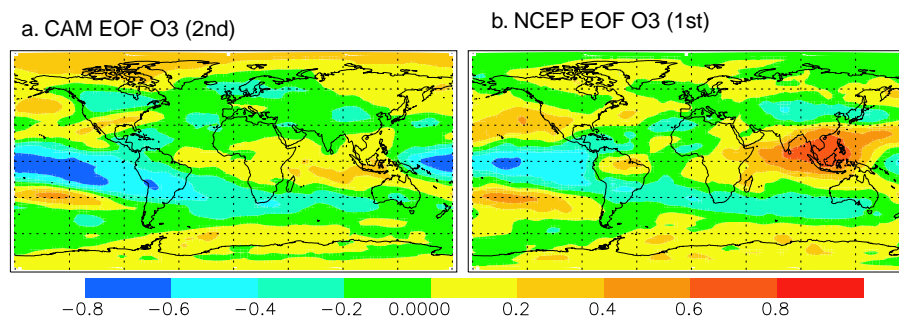 a. CAM EOF O3 (2nd)
b. NCEP EOF O3 (1st)
−0.8 −0.6 −0.4 −0.2 0.0000 0.2 0.4 0.6 0.8